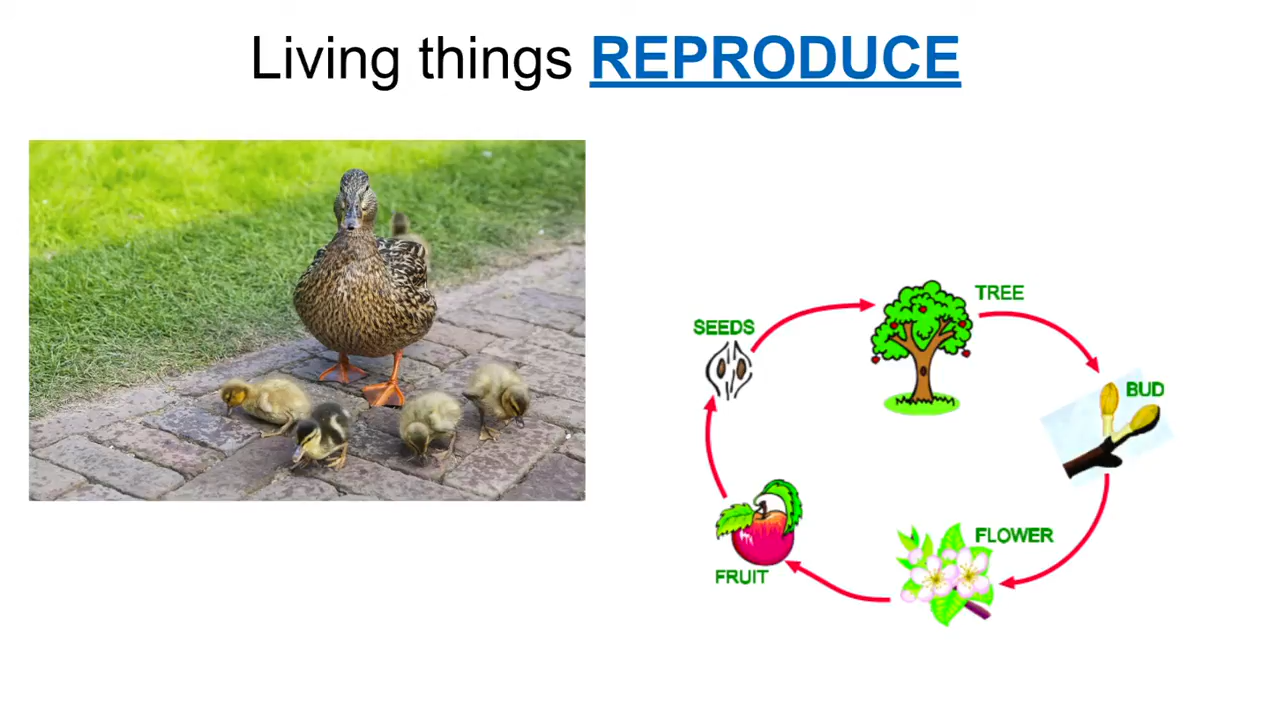 Living things REPRODUCE
TREE
SEEDS
BUD
FLOWER
FRUIT